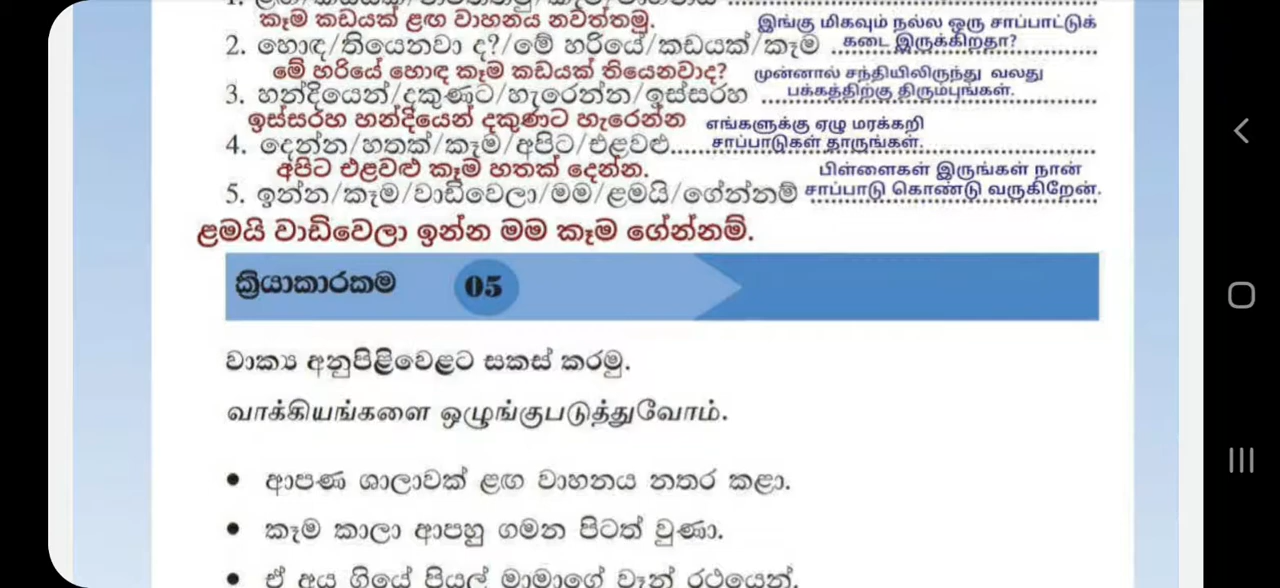 කෑම කඩයක් ළඟ වාහනය නවත්තමු.
இங்கு மிகவும் நல்ல ஒரு சாப்பாட்டுக்
2. හොඳ/තියෙනවා ද?/මේ හරියේ/කඩයක්/කෑම
கடை இருக்கிறதா?
මේ හරියේ හොඳ කෑම කඩයක් තියෙනවාද?
முன்னால் சந்தியிலிருந்து வலது
3. හන්දියෙන්/දකුණට/හැරෙන්න/ඉස්සරහ
பக்கத்திற்கு திரும்புங்கள்.
ඉස්සරහ හන්දියෙන් දකුණට හැරෙන්න
எங்களுக்கு ஏழு மரக்கறி
4. දෙන්න/හතක්/කෑම/අපිට/එළවළු
சாப்பாடுகள் தாருங்கள்.
අපිට එළවළු කෑම හතක් දෙන්න.
பிள்ளைகள் இருங்கள் நான்
5. ඉන්න/කෑම/වාඩිවෙලා/මම/ළමයි/ගේන්නම්
சாப்பாடு கொண்டு வருகிறேன்.
ළමයි වාඩිවෙලා ඉන්න මම කෑම ගේන්නම්.
ක්‍රියාකාරකම 05
වාක්‍ය අනුපිළිවෙළට සකස් කරමු.
வாக்கியங்களை ஒழுங்குபடுத்துவோம்.
• ආපණ ශාලාවක් ළඟ වාහනය නතර කළා.
• කෑම කාලා ආපහු ගමන පිටත් වුණා.
• ඒ අය ගියේ පියල් මාමාගේ වෑන් රථයෙන්.